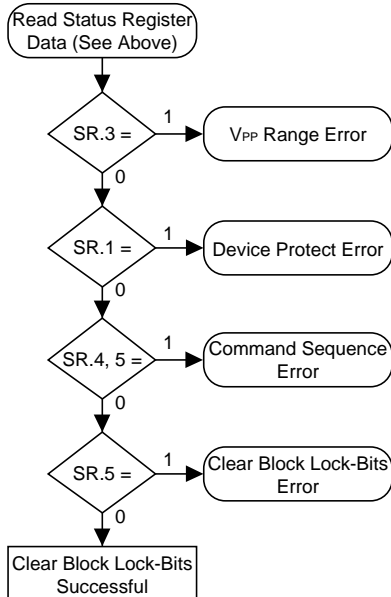 Read Status Register
Data (See Above)
SR.3 =
1
VPP Range Error
0
SR.1 =
1
Device Protect Error
0
SR.4, 5 =
1
Command Sequence
Error
0
SR.5 =
1
Clear Block Lock-Bits
Error
0
Clear Block Lock-Bits
Successful